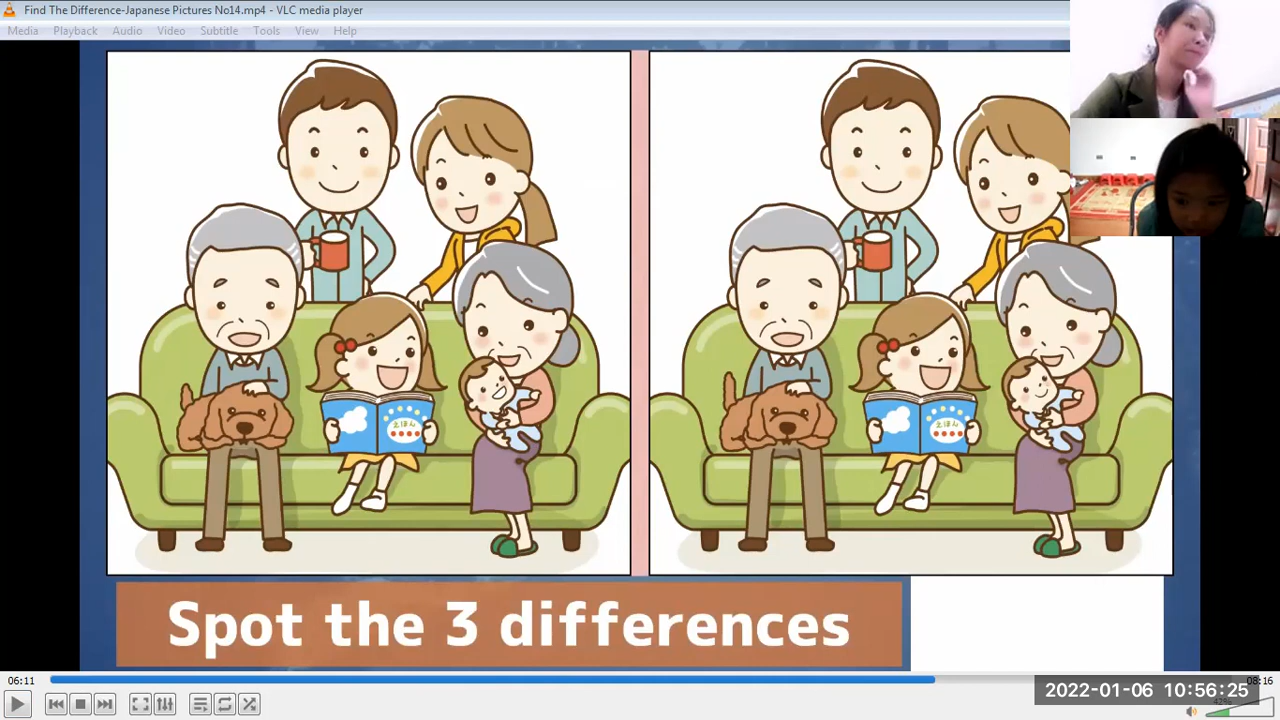 Find The Difference-Japanese Pictures No14.mp4 - VLC media player
Media Playback Audio Video Subtitle Tools View Help
えほん
えほん
Spot the 3 differences
06:11
08:16
2022-01-06 10:56:25